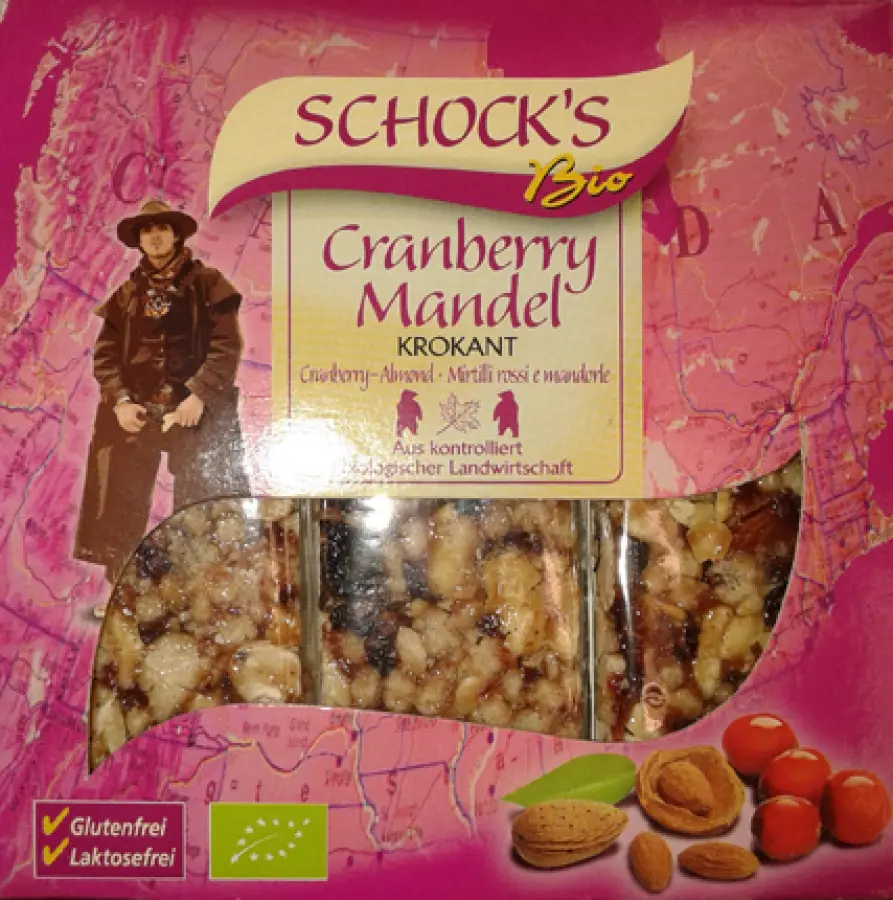 SCHOCK'S
Bio
C A
D A
Cranberry
Mandel
KROKANT
Cranberry-Almond · Mirtilli rossi e mandorle
Aus kontrolliert
biologischer Landwirtschaft
Glutenfrei
Laktosefrei